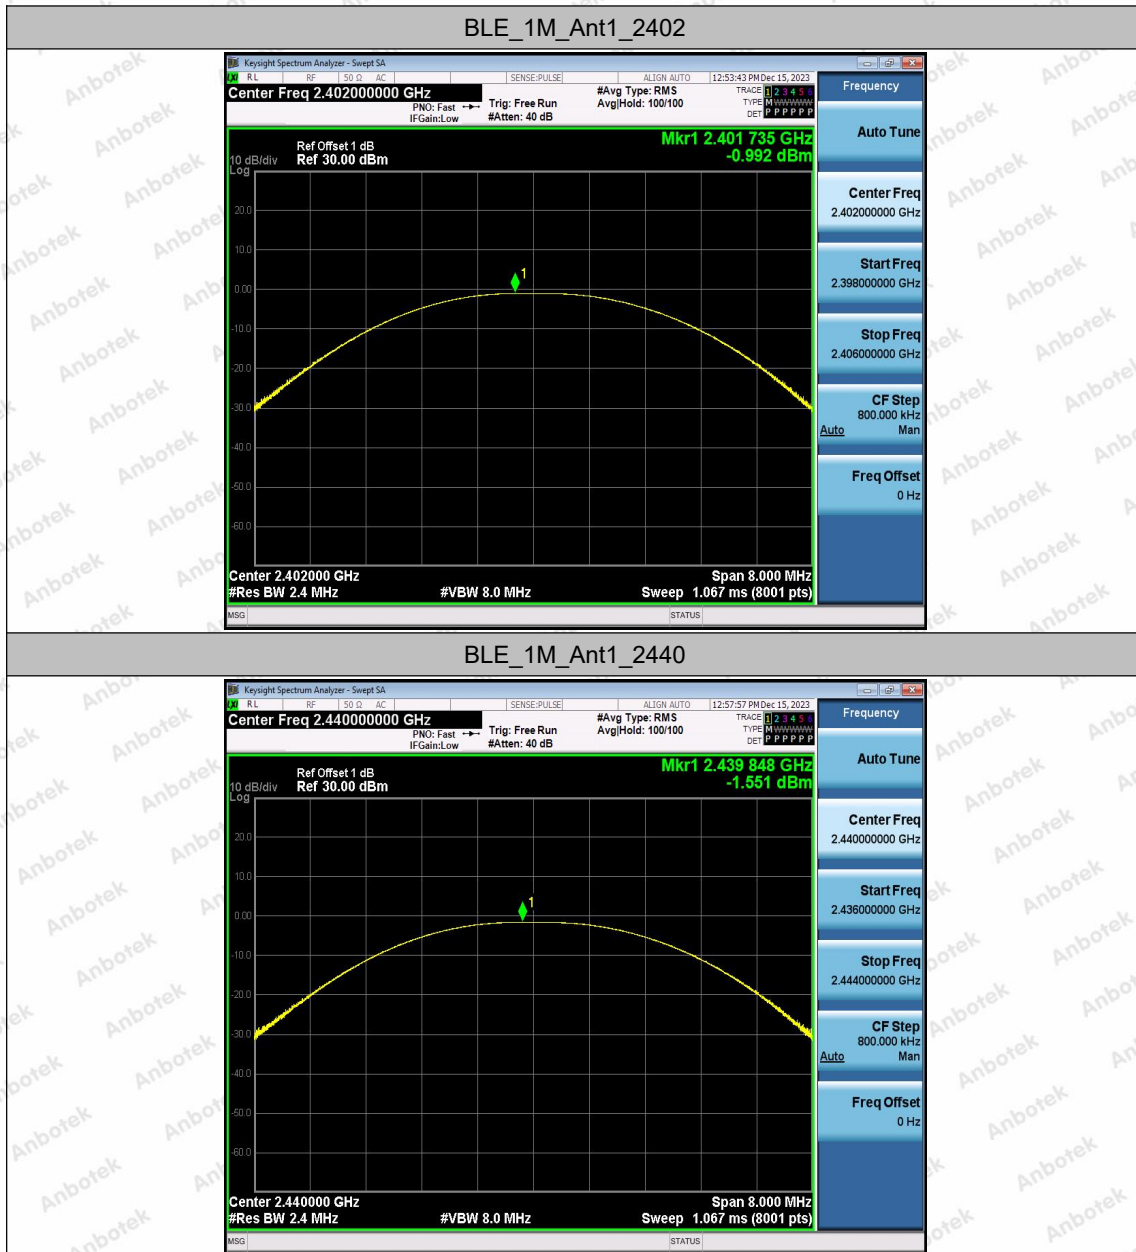 BLE_1M_Ant1_2402
Keysight Spectrum Analyzer - Swept SA
LXI RL RF 50 Ω AC SENSE:PULSE ALIGN AUTO 12:53:43 PM Dec 15, 2023
Center Freq 2.402000000 GHz
PNO: Fast
IFGain:Low
Trig: Free Run
#Atten: 40 dB
#Avg Type: RMS
Avg|Hold: 100/100
TRACE 1 2 3 4 5 6
TYPE M WWWWW
DET P P P P P P
Frequency
Auto Tune
Center Freq
2.402000000 GHz
Start Freq
2.398000000 GHz
Stop Freq
2.406000000 GHz
CF Step
800.000 kHz
Auto Man
Freq Offset
0 Hz
Mkr1 2.401 735 GHz
-0.992 dBm
Ref Offset 1 dB
10 dB/div Ref 30.00 dBm
Log
20.0
10.0
0.00
-10.0
-20.0
-30.0
-40.0
-50.0
-60.0
1
Center 2.402000 GHz Span 8.000 MHz
#Res BW 2.4 MHz #VBW 8.0 MHz Sweep 1.067 ms (8001 pts)
MSG STATUS
BLE_1M_Ant1_2440
Keysight Spectrum Analyzer - Swept SA
LXI RL RF 50 Ω AC SENSE:PULSE ALIGN AUTO 12:57:57 PM Dec 15, 2023
Center Freq 2.440000000 GHz
PNO: Fast
IFGain:Low
Trig: Free Run
#Atten: 40 dB
#Avg Type: RMS
Avg|Hold: 100/100
TRACE 1 2 3 4 5 6
TYPE M WWWWW
DET P P P P P P
Frequency
Auto Tune
Center Freq
2.440000000 GHz
Start Freq
2.436000000 GHz
Stop Freq
2.444000000 GHz
CF Step
800.000 kHz
Auto Man
Freq Offset
0 Hz
Mkr1 2.439 848 GHz
-1.551 dBm
Ref Offset 1 dB
10 dB/div Ref 30.00 dBm
Log
20.0
10.0
0.00
-10.0
-20.0
-30.0
-40.0
-50.0
-60.0
1
Center 2.440000 GHz Span 8.000 MHz
#Res BW 2.4 MHz #VBW 8.0 MHz Sweep 1.067 ms (8001 pts)
MSG STATUS
Anbotek